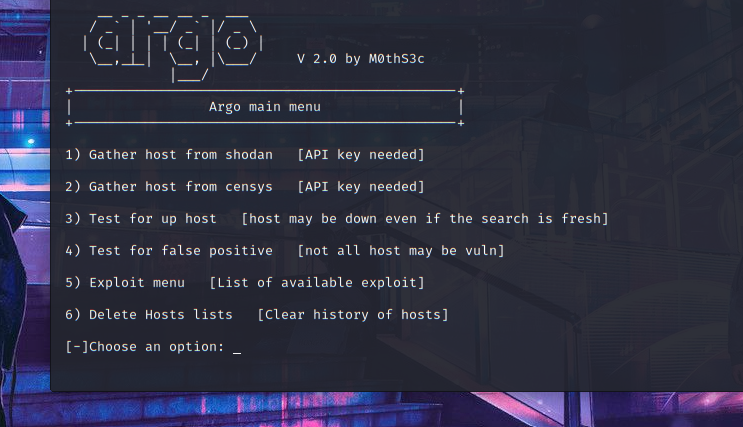 argo
V 2.0 by M0thS3c
Argo main menu
1) Gather host from shodan [API key needed]
2) Gather host from censys [API key needed]
3) Test for up host [host may be down even if the search is fresh]
4) Test for false positive [not all host may be vuln]
5) Exploit menu [List of available exploit]
6) Delete Hosts lists [Clear history of hosts]
[-]Choose an option: _